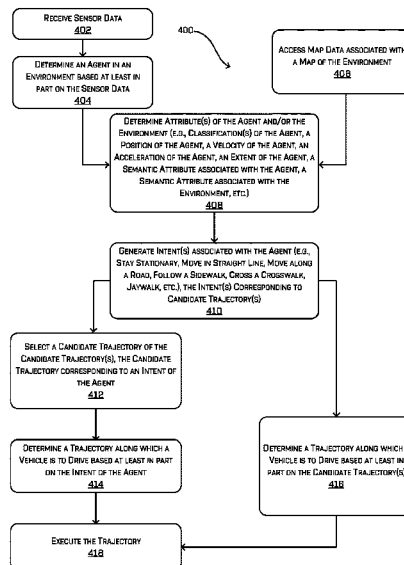 RECEIVE SENSOR DATA
402
400
DETERMINE AN AGENT IN AN
ENVIRONMENT BASED AT LEAST IN
PART ON THE SENSOR DATA
404
ACCESS MAP DATA ASSOCIATED WITH
A MAP OF THE ENVIRONMENT
406
DETERMINE ATTRIBUTE(S) OF THE AGENT AND/OR THE
ENVIRONMENT (E.G., CLASSIFICATION(S) OF THE AGENT, A
POSITION OF THE AGENT, A VELOCITY OF THE AGENT, AN
ACCELERATION OF THE AGENT, AN EXTENT OF THE AGENT, A
SEMANTIC ATTRIBUTE ASSOCIATED WITH THE AGENT, A
SEMANTIC ATTRIBUTE ASSOCIATED WITH THE
ENVIRONMENT, ETC.)
408
GENERATE INTENT(S) ASSOCIATED WITH THE AGENT (E.G.,
STAY STATIONARY, MOVE IN STRAIGHT LINE, MOVE ALONG
A ROAD, FOLLOW A SIDEWALK, CROSS A CROSSWALK,
JAYWALK, ETC.), THE INTENT(S) CORRESPONDING TO
CANDIDATE TRAJECTORY(S)
410
SELECT A CANDIDATE TRAJECTORY OF THE
CANDIDATE TRAJECTORY(S), THE CANDIDATE
TRAJECTORY CORRESPONDING TO AN INTENT OF
THE AGENT
412
DETERMINE A TRAJECTORY ALONG WHICH A
VEHICLE IS TO DRIVE BASED AT LEAST IN PART
ON THE INTENT OF THE AGENT
414
DETERMINE A TRAJECTORY ALONG WHICH A
VEHICLE IS TO DRIVE BASED AT LEAST IN
PART ON THE CANDIDATE TRAJECTORY(S)
416
EXECUTE THE TRAJECTORY
418